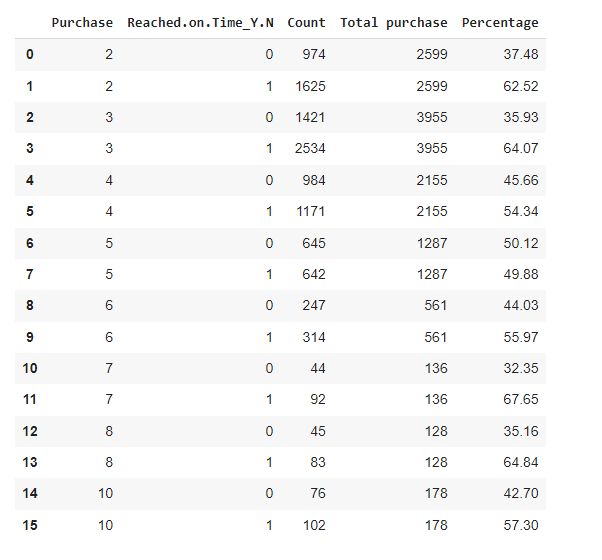 Purchase Reached.on.Time_Y.N Count Total purchase Percentage
0 2 0 974 2599 37.48
1 2 1 1625 2599 62.52
2 3 0 1421 3955 35.93
3 3 1 2534 3955 64.07
4 4 0 984 2155 45.66
5 4 1 1171 2155 54.34
6 5 0 645 1287 50.12
7 5 1 642 1287 49.88
8 6 0 247 561 44.03
9 6 1 314 561 55.97
10 7 0 44 136 32.35
11 7 1 92 136 67.65
12 8 0 45 128 35.16
13 8 1 83 128 64.84
14 10 0 76 178 42.70
15 10 1 102 178 57.30